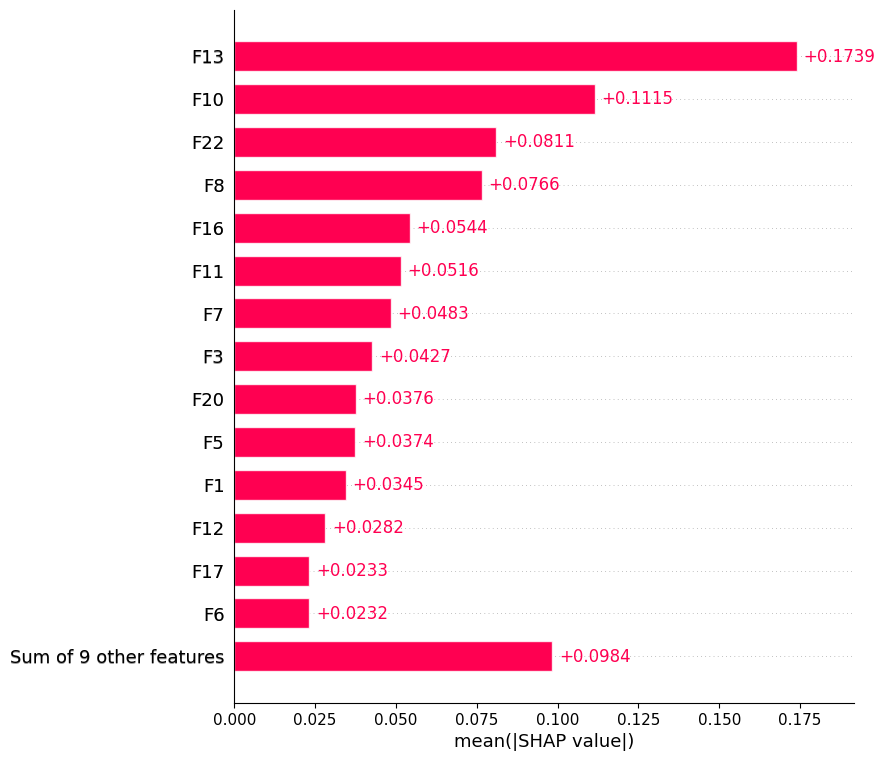 F13 +0.1739
F10 +0.1115
F22 +0.0811
F8 +0.0766
F16 +0.0544
F11 +0.0516
F7 +0.0483
F3 +0.0427
F20 +0.0376
F5 +0.0374
F1 +0.0345
F12 +0.0282
F17 +0.0233
F6 +0.0232
Sum of 9 other features +0.0984
0.000 0.025 0.050 0.075 0.100 0.125 0.150 0.175
mean(|SHAP value|)